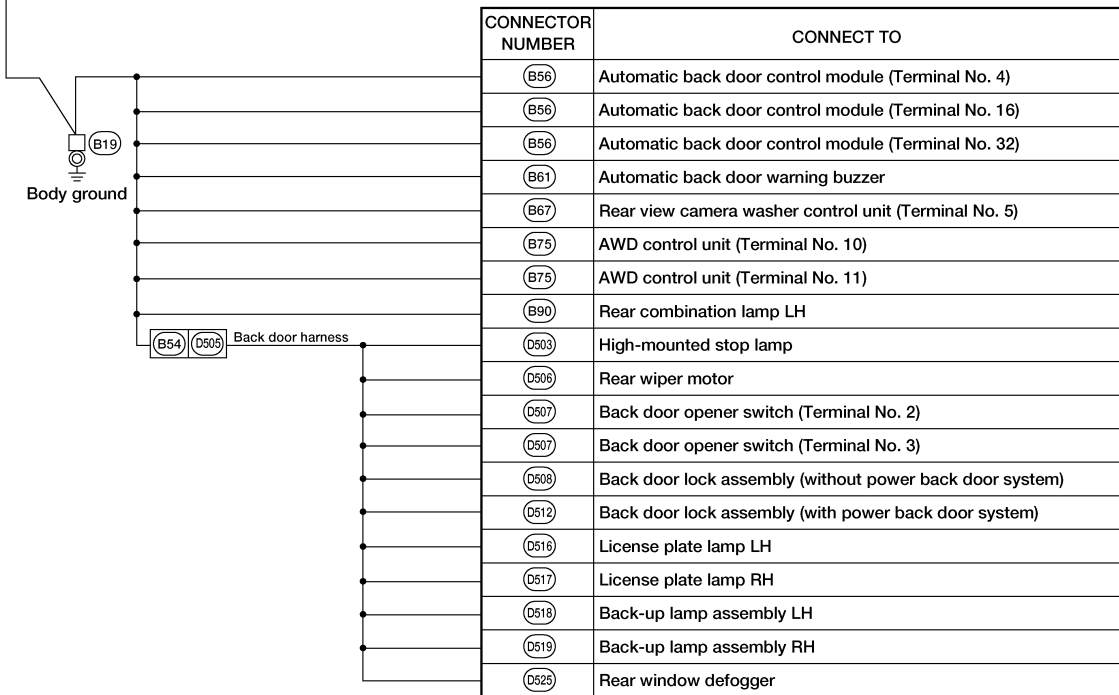 CONNECTOR NUMBER CONNECT TO
B56 Automatic back door control module (Terminal No. 4)
B56 Automatic back door control module (Terminal No. 16)
B19 B56 Automatic back door control module (Terminal No. 32)
B61 Automatic back door warning buzzer
Body ground
B67 Rear view camera washer control unit (Terminal No. 5)
B75 AWD control unit (Terminal No. 10)
B75 AWD control unit (Terminal No. 11)
B90 Rear combination lamp LH
B54 D505 Back door harness D503 High-mounted stop lamp
D506 Rear wiper motor
D507 Back door opener switch (Terminal No. 2)
D507 Back door opener switch (Terminal No. 3)
D508 Back door lock assembly (without power back door system)
D512 Back door lock assembly (with power back door system)
D516 License plate lamp LH
D517 License plate lamp RH
D518 Back-up lamp assembly LH
D519 Back-up lamp assembly RH
D525 Rear window defogger